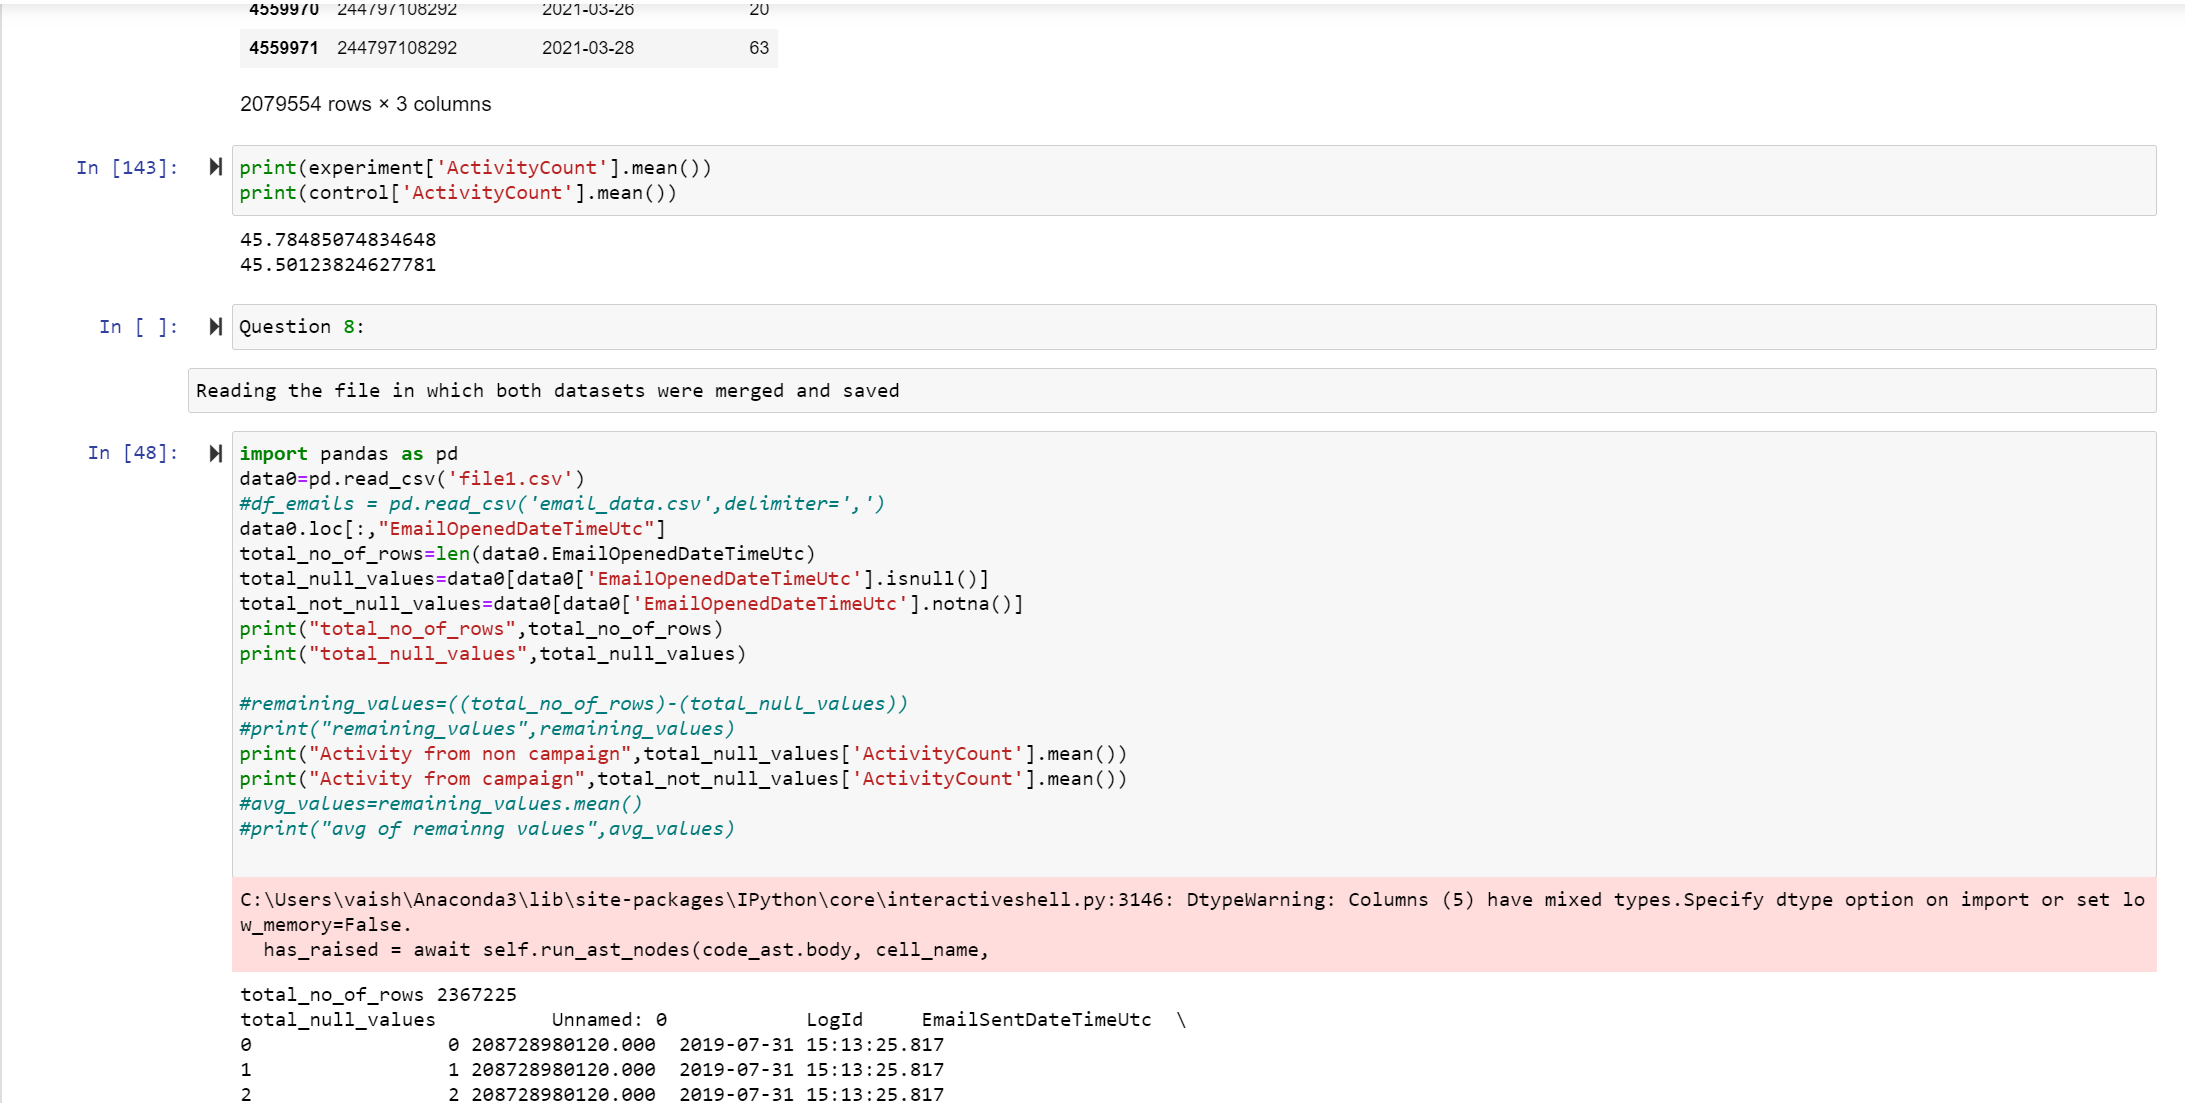 4559970 244797108292 2021-03-26 20
4559971 244797108292 2021-03-28 63
2079554 rows × 3 columns
In [143]:
print(experiment['ActivityCount'].mean())
print(control['ActivityCount'].mean())
45.78485074834648
45.50123824627781
In [ ]:
Question 8:
Reading the file in which both datasets were merged and saved
In [48]:
import pandas as pd
data0=pd.read_csv('file1.csv')
#df_emails = pd.read_csv('email_data.csv',delimiter=',')
data0.loc[:,"EmailOpenedDateTimeUtc"]
total_no_of_rows=len(data0.EmailOpenedDateTimeUtc)
total_null_values=data0[data0['EmailOpenedDateTimeUtc'].isnull()]
total_not_null_values=data0[data0['EmailOpenedDateTimeUtc'].notna()]
print("total_no_of_rows",total_no_of_rows)
print("total_null_values",total_null_values)
#remaining_values=((total_no_of_rows)-(total_null_values))
#print("remaining_values",remaining_values)
print("Activity from non campaign",total_null_values['ActivityCount'].mean())
print("Activity from campaign",total_not_null_values['ActivityCount'].mean())
#avg_values=remaining_values.mean()
#print("avg of remainng values",avg_values)
C:\Users\vaish\Anaconda3\lib\site-packages\IPython\core\interactiveshell.py:3146: DtypeWarning: Columns (5) have mixed types.Specify dtype option on import or set lo
w_memory=False.
has_raised = await self.run_ast_nodes(code_ast.body, cell_name,
total_no_of_rows 2367225
total_null_values Unnamed: 0 LogId EmailSentDateTimeUtc \
0 0 208728980120.000 2019-07-31 15:13:25.817
1 1 208728980120.000 2019-07-31 15:13:25.817
2 2 208728980120.000 2019-07-31 15:13:25.817